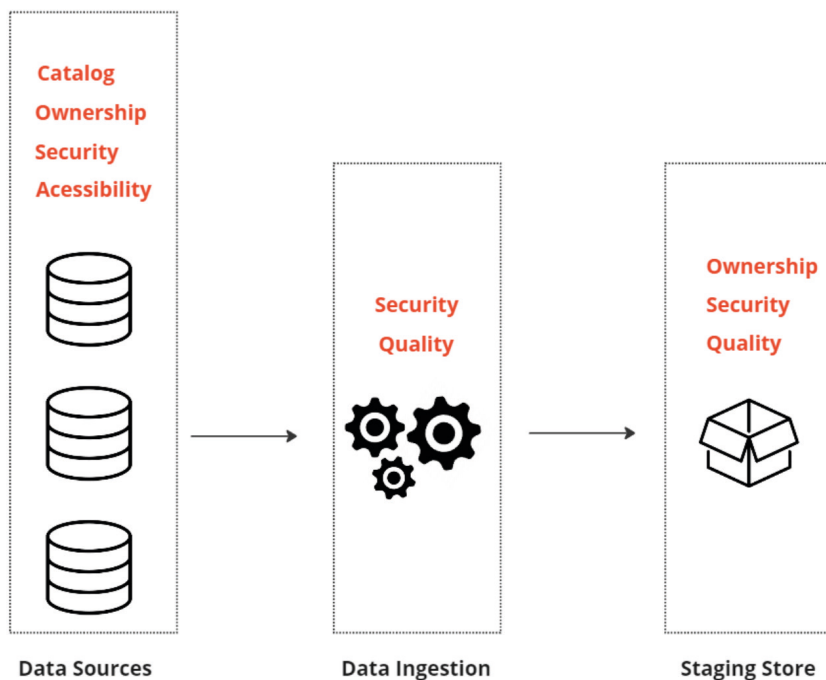 Catalog
Ownership
Security
Acessibility
Security
Quality
Ownership
Security
Quality
Data Sources
Data Ingestion
Staging Store